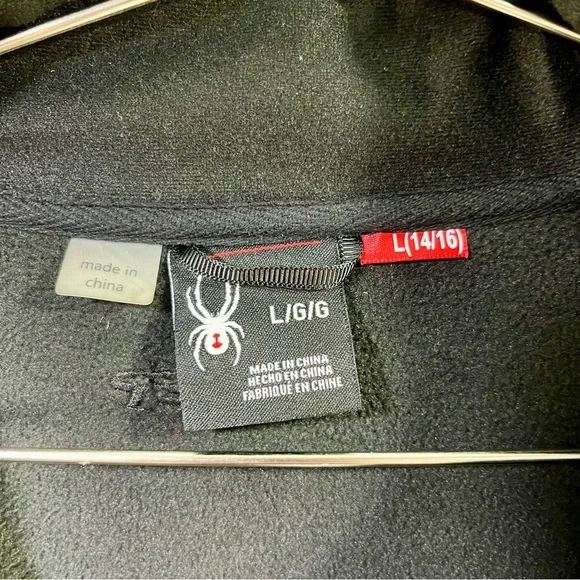 made in
china
L/G/G
MADE IN CHINA
HECHO EN CHINA
FABRIQUÉ EN CHINE
L(14/16)